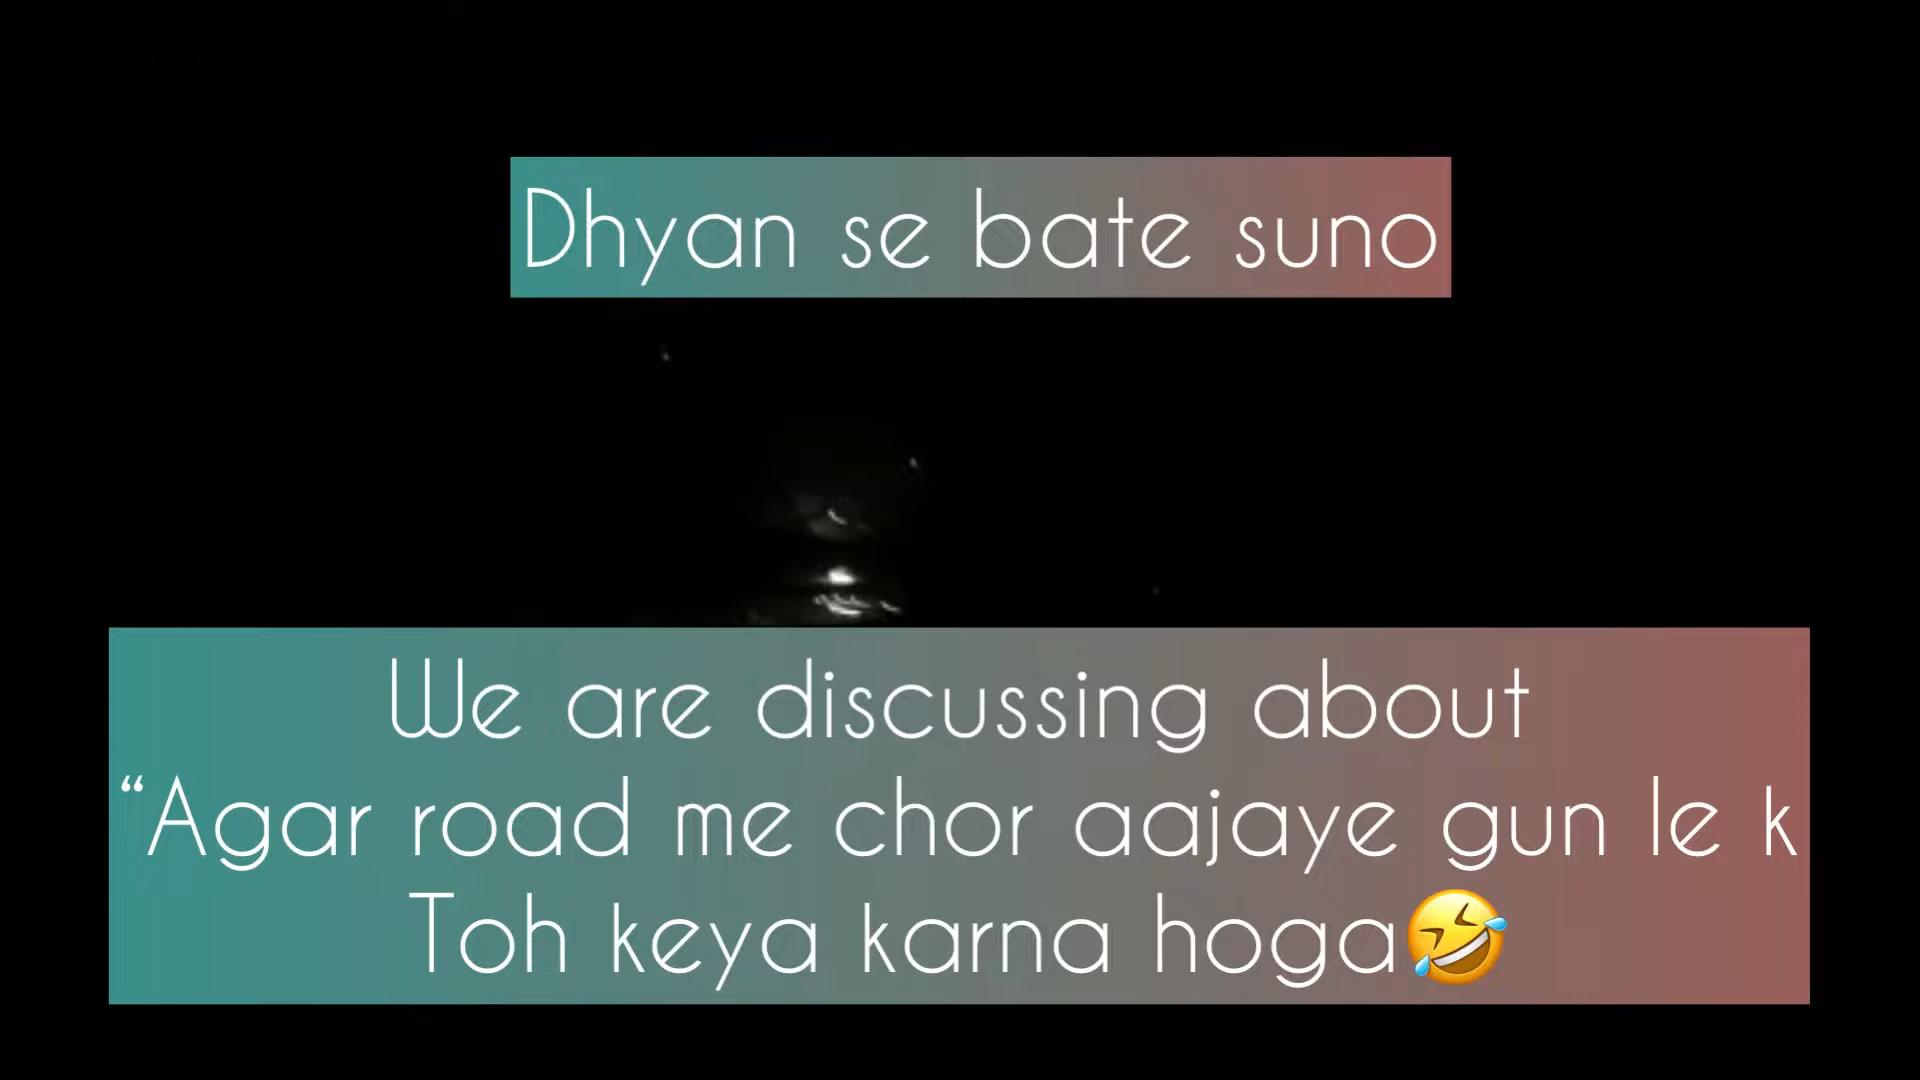 Dhyan se bate suno
We are discussing about
“Agar road me chor aajaye gun le k
Toh keya karna hoga🤣